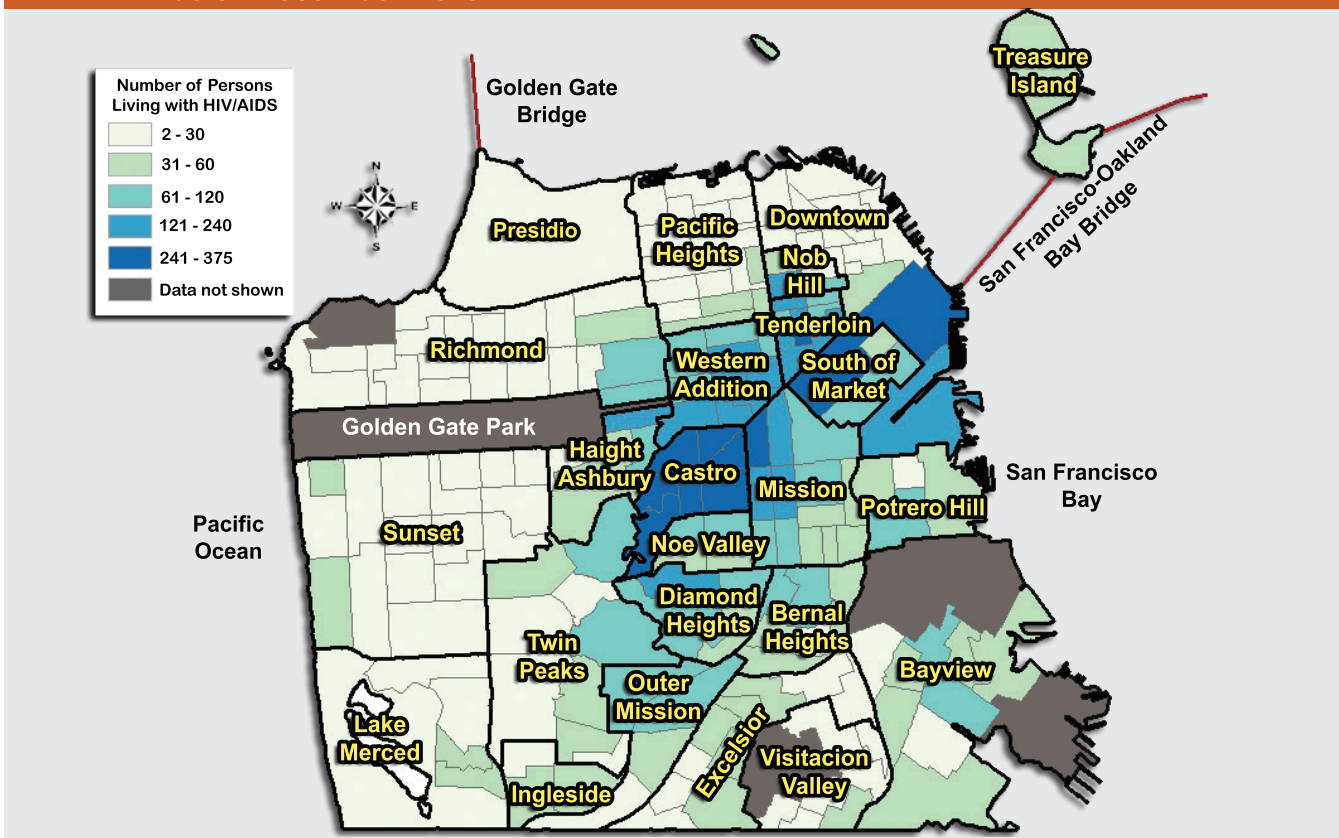 Treasure
Island
Number of Persons
Living with HIV/AIDS
2 - 30
31 - 60
61 - 120
121 - 240
241 - 375
Data not shown
Golden Gate
Bridge
N
W
E
S
San Francisco-Oakland
Bay Bridge
Presidio
Pacific
Heights
Downtown
Nob
Hill
Tenderloin
Richmond
Western
Addition
South of
Market
Golden Gate Park
Haight
Ashbury
Castro
Mission
Potrero Hill
San Francisco
Bay
Pacific
Ocean
Sunset
Noe Valley
Diamond
Heights
Bernal
Heights
Twin
Peaks
Outer
Mission
Bayview
Lake
Merced
Excelsior
Visitacion
Valley
Ingleside